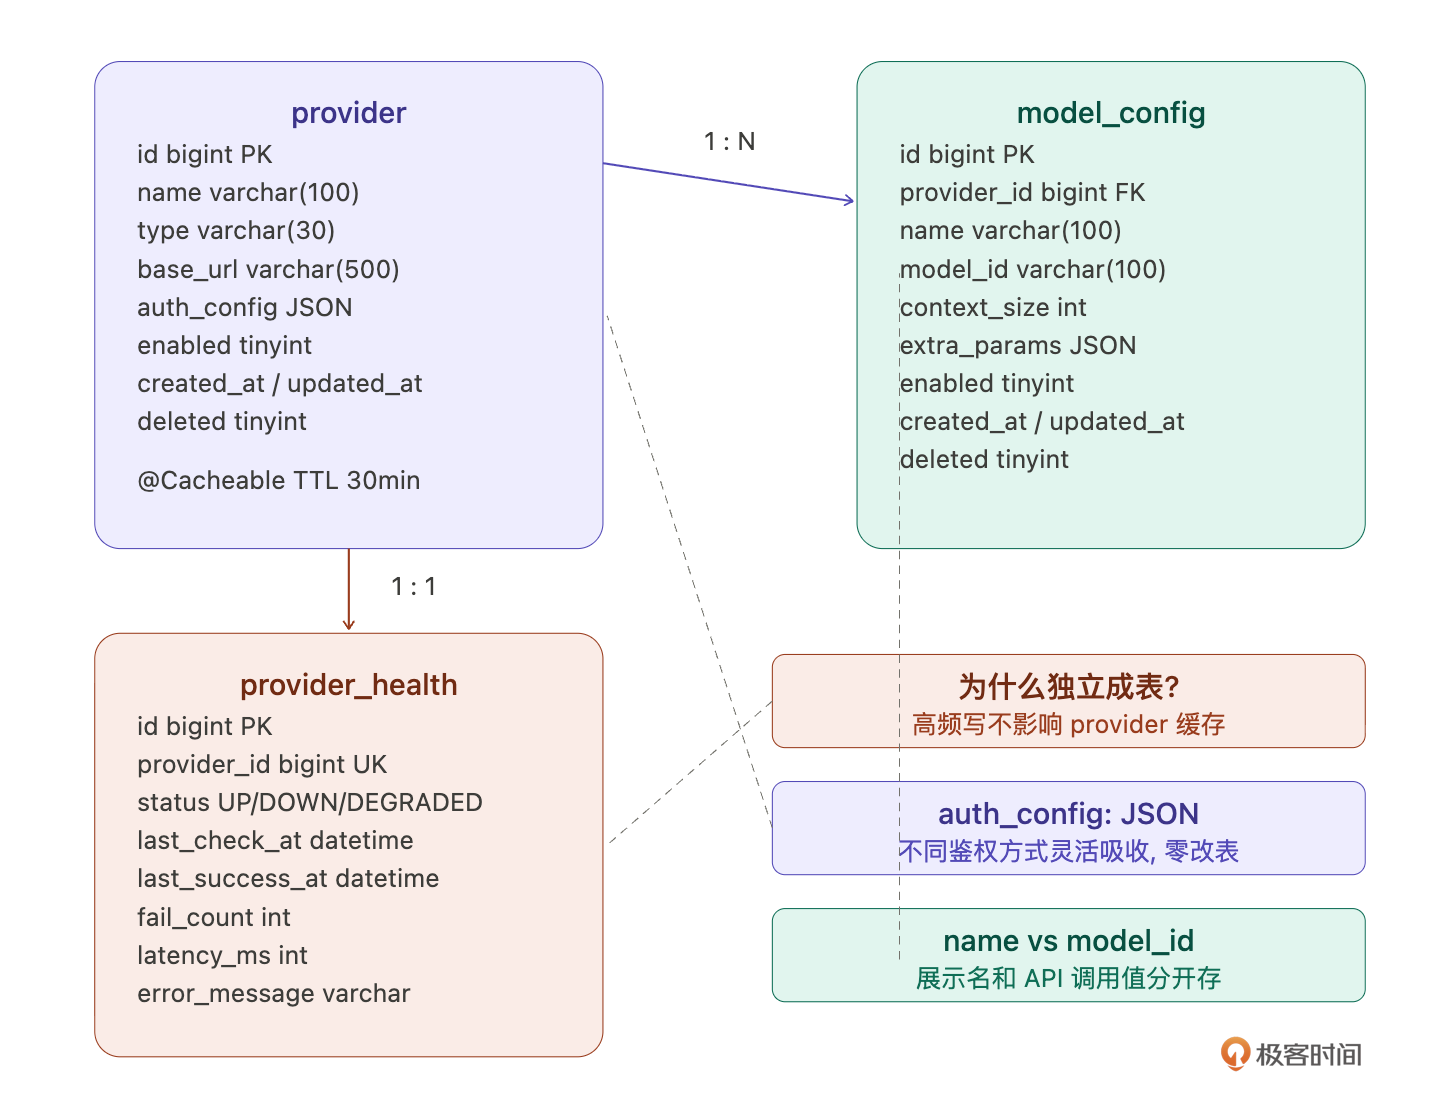 provider
id bigint PK
name varchar(100)
type varchar(30)
base_url varchar(500)
auth_config JSON
enabled tinyint
created_at / updated_at
deleted tinyint
@Cacheable TTL 30min
1 : N
model_config
id bigint PK
provider_id bigint FK
name varchar(100)
model_id varchar(100)
context_size int
extra_params JSON
enabled tinyint
created_at / updated_at
deleted tinyint
1 : 1
provider_health
id bigint PK
provider_id bigint UK
status UP/DOWN/DEGRADED
last_check_at datetime
last_success_at datetime
fail_count int
latency_ms int
error_message varchar
为什么独立成表?
高频写不影响 provider 缓存
auth_config: JSON
不同鉴权方式灵活吸收, 零改表
name vs model_id
展示名和 API 调用值分开存
极客时间